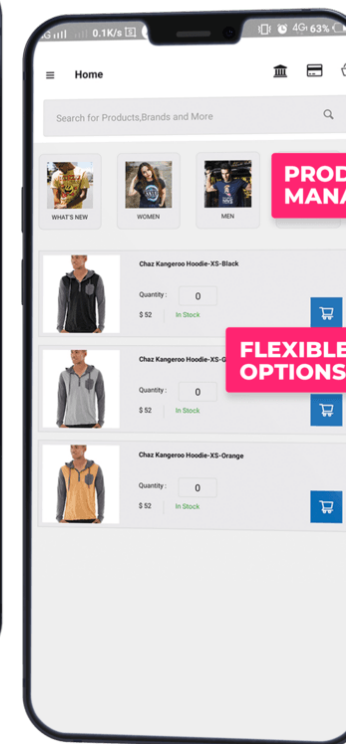 0.1K/s 4G 63%
Home
Search for Products,Brands and More
WHAT'S NEW WOMEN MEN
PROD
MANA
Chaz Kangeroo Hoodie-XS-Black
Quantity: 0
$ 52 In Stock
FLEXIBLE
OPTIONS
Chaz Kangeroo Hoodie-XS-G
Quantity: 0
$ 52 In Stock
Chaz Kangeroo Hoodie-XS-Orange
Quantity: 0
$ 52 In Stock